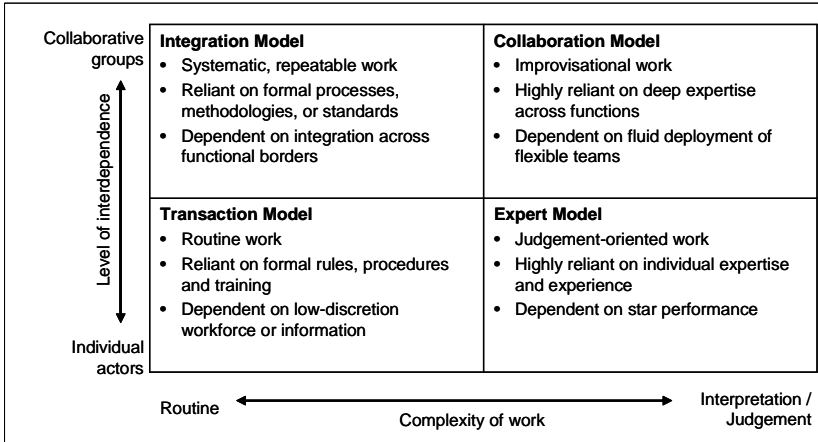 Collaborative
groups
Level of interdependence
Individual
actors
Integration Model
• Systematic, repeatable work
• Reliant on formal processes,
methodologies, or standards
• Dependent on integration across
functional borders
Collaboration Model
• Improvisational work
• Highly reliant on deep expertise
across functions
• Dependent on fluid deployment of
flexible teams
Transaction Model
• Routine work
• Reliant on formal rules, procedures
and training
• Dependent on low-discretion
workforce or information
Expert Model
• Judgement-oriented work
• Highly reliant on individual expertise
and experience
• Dependent on star performance
Routine
Complexity of work
Interpretation /
Judgement